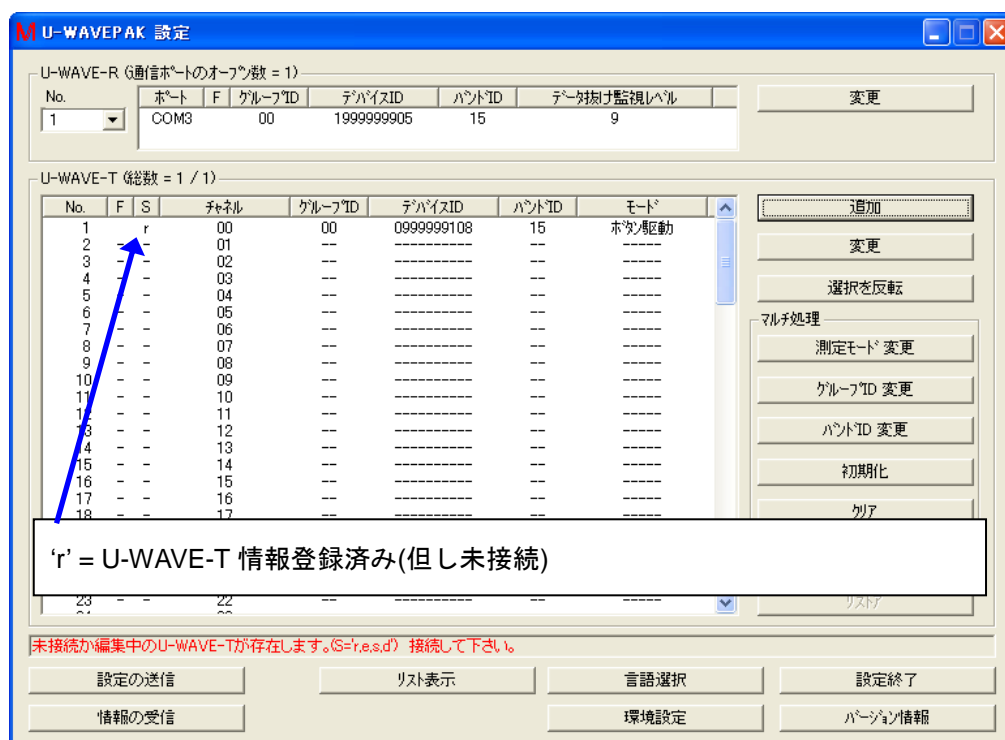 U-WAVEPAK 設定
U-WAVE-R (通信ﾎﾟｰﾄのｵｰﾌﾟﾝ数 = 1)
No. ﾎﾟｰﾄ F ｸﾞﾙｰﾌﾟID ﾃﾞﾊﾞｲｽID ﾊﾞﾝﾄﾞID ﾃﾞｰﾀ抜け監視ﾚﾍﾞﾙ 変更
1 COM3 00 1999999905 15 9
U-WAVE-T (総数 = 1 / 1)
No. F S ﾁｬﾈﾙ ｸﾞﾙｰﾌﾟID ﾃﾞﾊﾞｲｽID ﾊﾞﾝﾄﾞID ﾓｰﾄﾞ 追加
1 r 00 00 0999999108 15 ﾎﾞﾀﾝ駆動
2 - - 01 -- ---------- -- ----- 変更
3 - - 02 -- ---------- -- -----
4 - - 03 -- ---------- -- ----- 選択を反転
5 - - 04 -- ---------- -- -----
6 - - 05 -- ---------- -- ----- ﾏﾙﾁ処理
7 - - 06 -- ---------- -- -----
8 - - 07 -- ---------- -- ----- 測定ﾓｰﾄﾞ 変更
9 - - 08 -- ---------- -- -----
10 - - 09 -- ---------- -- ----- ｸﾞﾙｰﾌﾟID 変更
11 - - 10 -- ---------- -- -----
12 - - 11 -- ---------- -- -----
13 - - 12 -- ---------- -- ----- ﾊﾞﾝﾄﾞID 変更
14 - - 13 -- ---------- -- -----
15 - - 14 -- ---------- -- ----- 初期化
16 - - 15 -- ---------- -- -----
17 - - 16 -- ---------- -- -----
18 - - 17 -- ---------- -- ----- ｸﾘｱ
‘r’ = U-WAVE-T 情報登録済み(但し未接続)
23 - - 22 -- ---------- -- ----- ﾘｽﾄｱ
未接続か編集中のU-WAVE-Tが存在します。(S='r,e,s,d') 接続して下さい。
設定の送信 ﾘｽﾄ表示 言語選択 設定終了
情報の受信 環境設定 ﾊﾞｰｼﾞｮﾝ情報